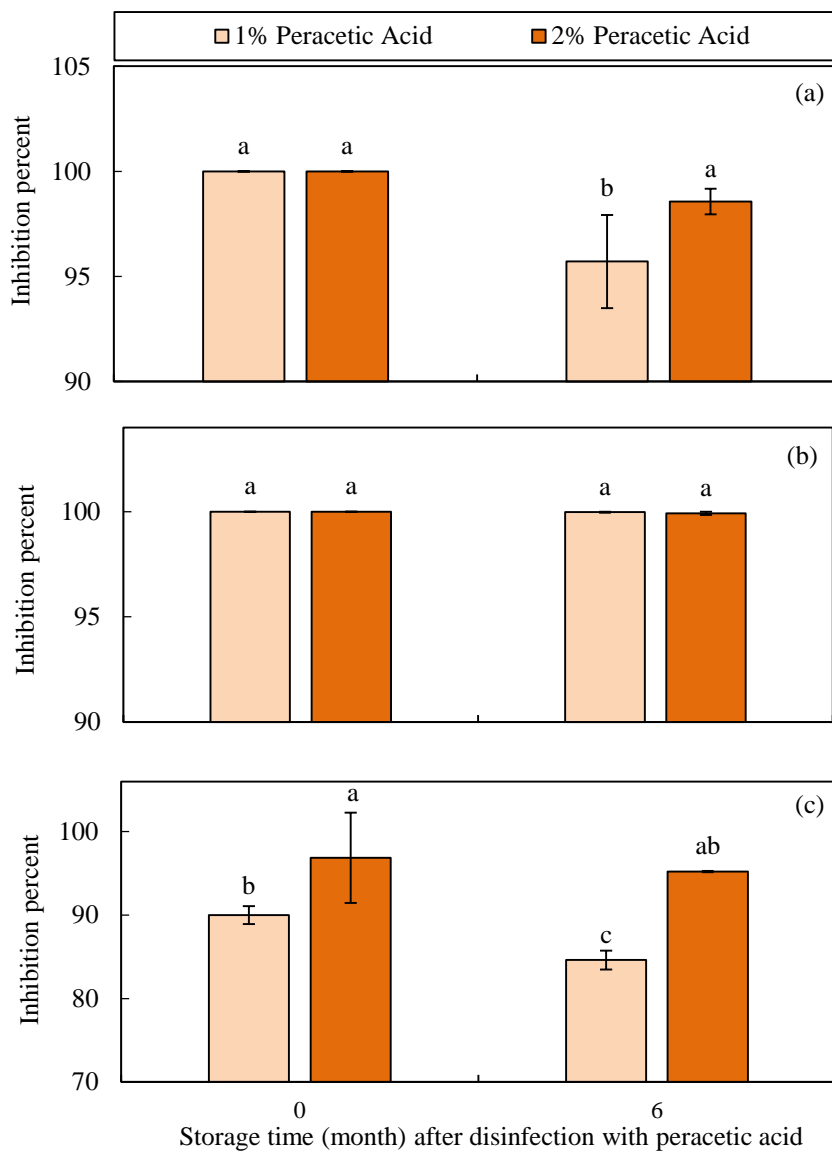 1% Peracetic Acid 2% Peracetic Acid
105
(a)
a a
a
100
b
95
90
Inhibition percent
(b)
a a a a
100
95
90
Inhibition percent
(c)
a
100
ab
b
90
c
80
70
Inhibition percent
0 6
Storage time (month) after disinfection with peracetic acid